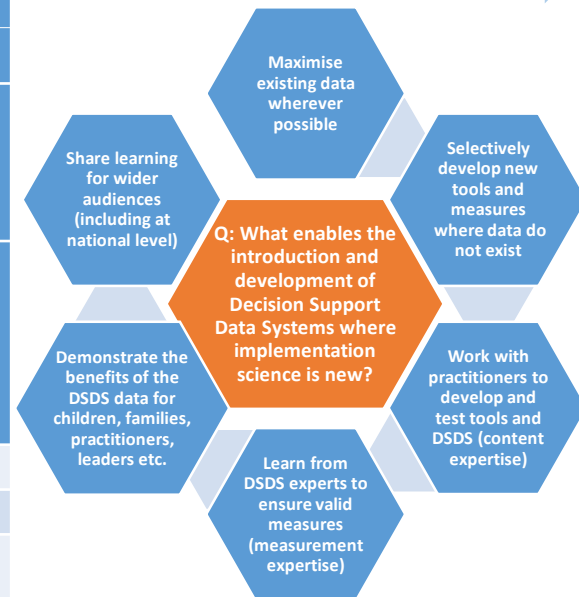 Maximise
existing data
wherever
possible
Selectively
develop new
tools and
measures
where data do
not exist
Work with
practitioners to
develop and
test tools and
DSDS (content
expertise)
Learn from
DSDS experts to
ensure valid
measures
(measurement
expertise)
Demonstrate the
benefits of the
DSDS data for
children, families,
practitioners,
leaders etc.
Share learning
for wider
audiences
(including at
national level)
Q: What enables the
introduction and
development of
Decision Support
Data Systems where
implementation
science is new?